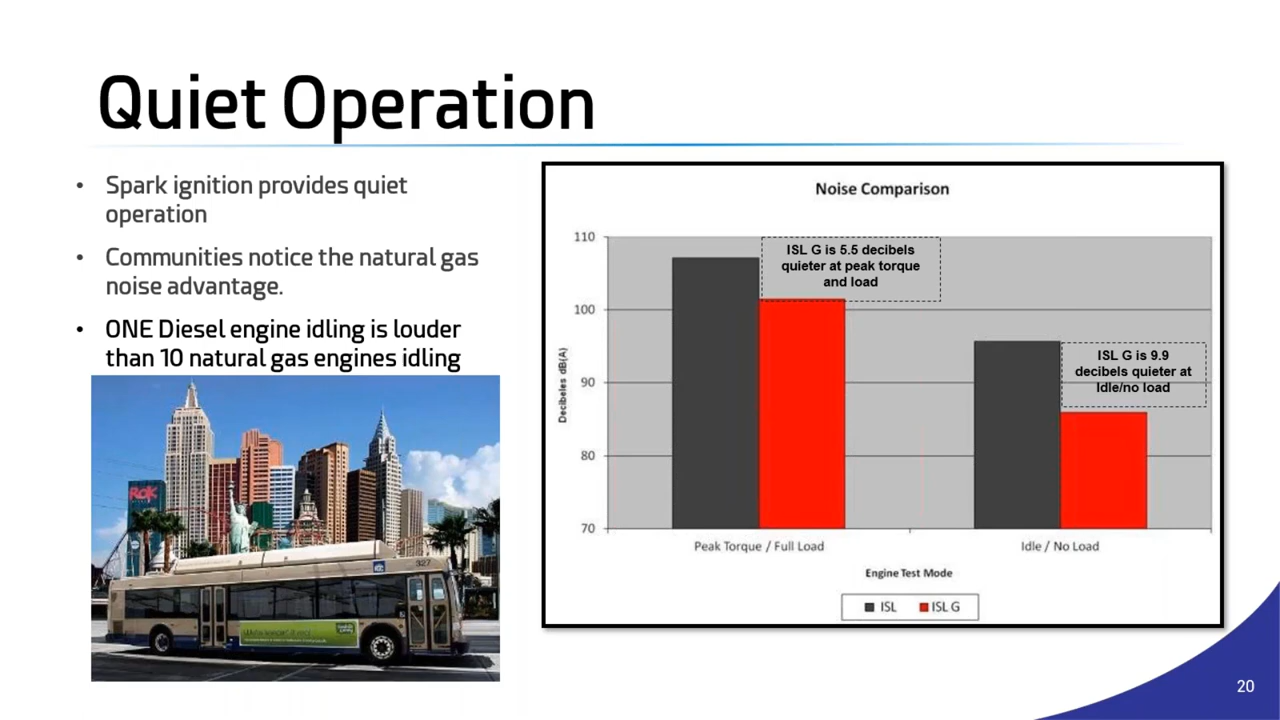 Quiet Operation
• Spark ignition provides quiet
operation
• Communities notice the natural gas
noise advantage.
• ONE Diesel engine idling is louder
than 10 natural gas engines idling
Noise Comparison
110
100
90
80
70
Decibeles dB(A)
ISL G is 5.5 decibels
quieter at peak torque
and load
ISL G is 9.9
decibels quieter at
Idle/no load
Peak Torque / Full Load
Idle / No Load
Engine Test Mode
ISL
ISL G
ROK
327
20